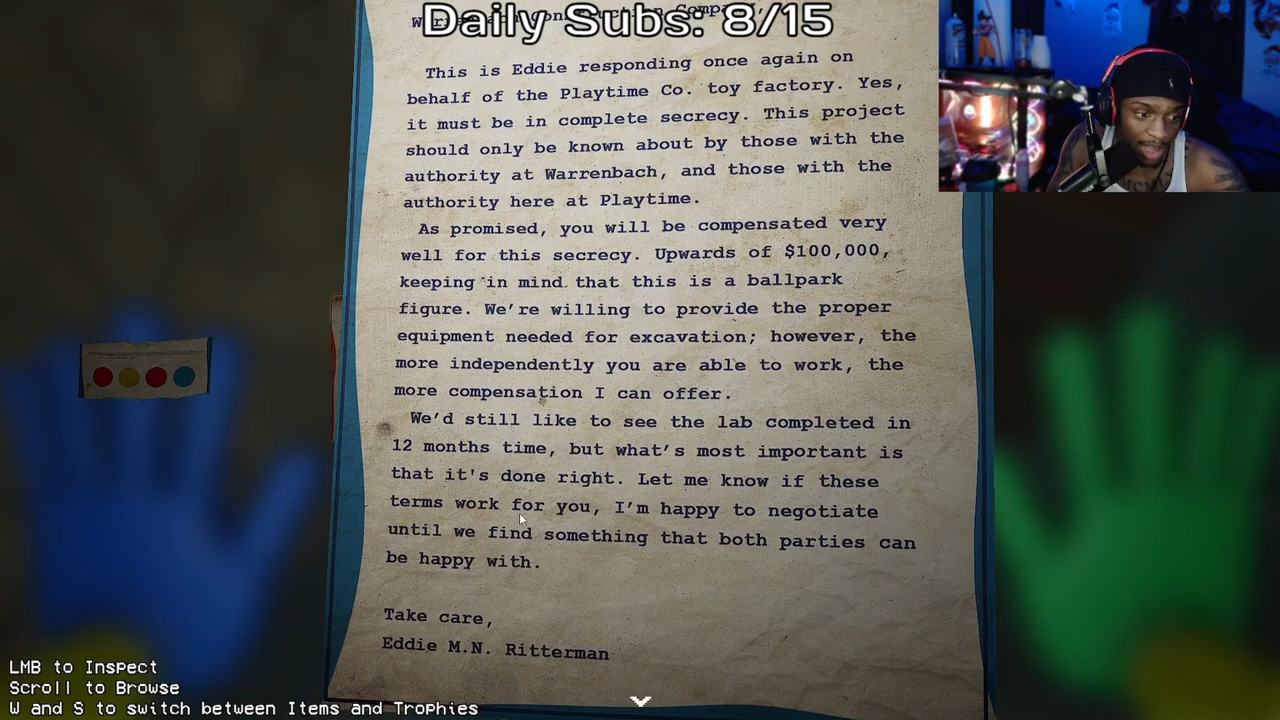 Daily Subs: 8/15
This is Eddie responding once again on
behalf of the Playtime Co. toy factory. Yes,
it must be in complete secrecy. This project
should only be known about by those with the
authority at Warrenbach, and those with the
authority here at Playtime.
As promised, you will be compensated very
well for this secrecy. Upwards of $100,000,
keeping in mind that this is a ballpark
figure. We're willing to provide the proper
equipment needed for excavation; however, the
more independently you are able to work, the
more compensation I can offer.
We'd still like to see the lab completed in
12 months time, but what's most important is
that it's done right. Let me know if these
terms work for you, I'm happy to negotiate
until we find something that both parties can
be happy with.
Take care,
Eddie M.N. Ritterman
LMB to Inspect
Scroll to Browse
W and S to switch between Items and Trophies